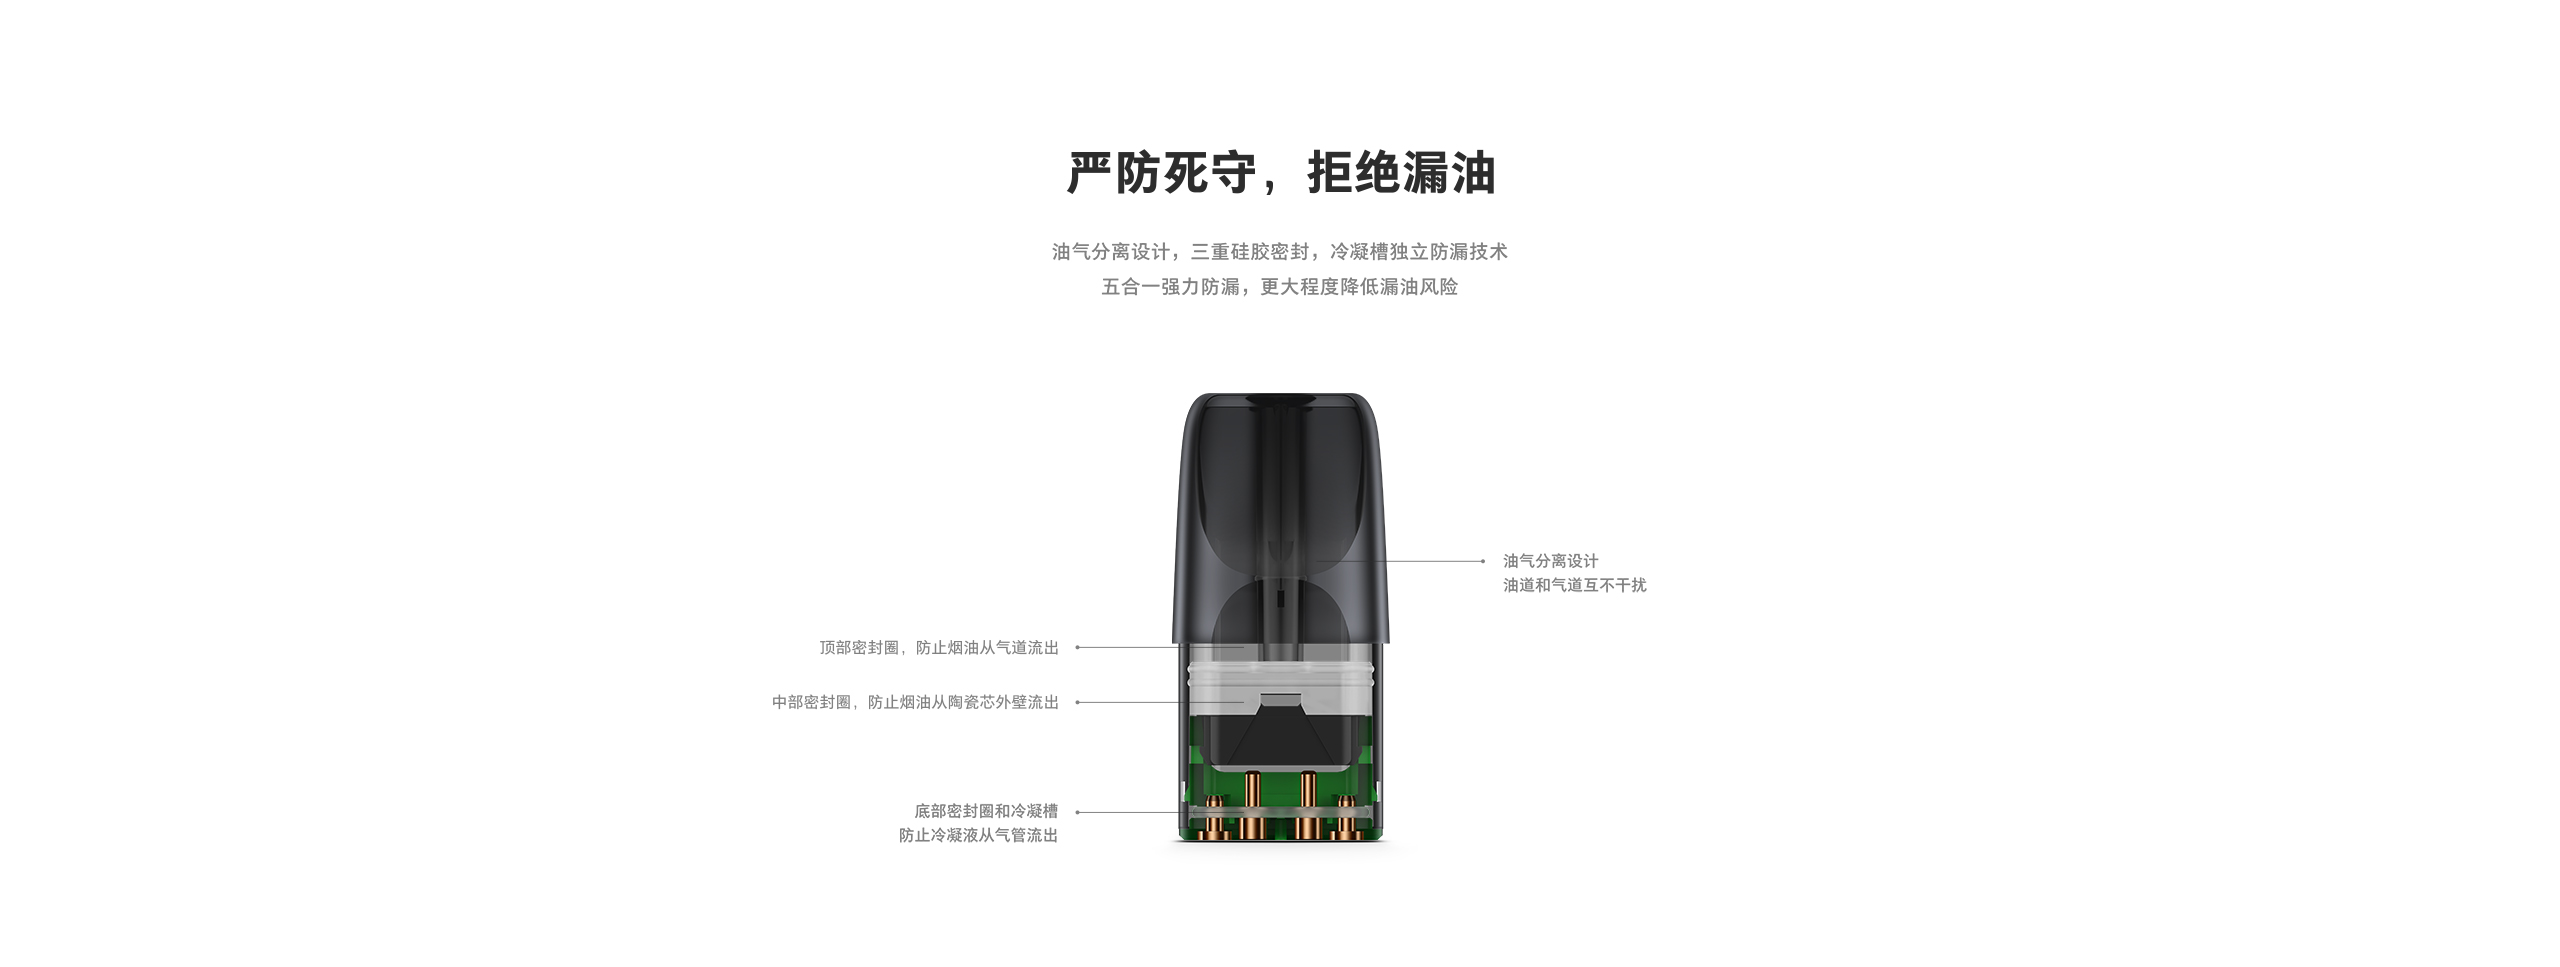 严防死守，拒绝漏油
油气分离设计，三重硅胶密封，冷凝槽独立防漏技术
五合一强力防漏，更大程度降低漏油风险
油气分离设计
油道和气道互不干扰
顶部密封圈，防止烟油从气道流出
中部密封圈，防止烟油从陶瓷芯外壁流出
底部密封圈和冷凝槽
防止冷凝液从气管流出